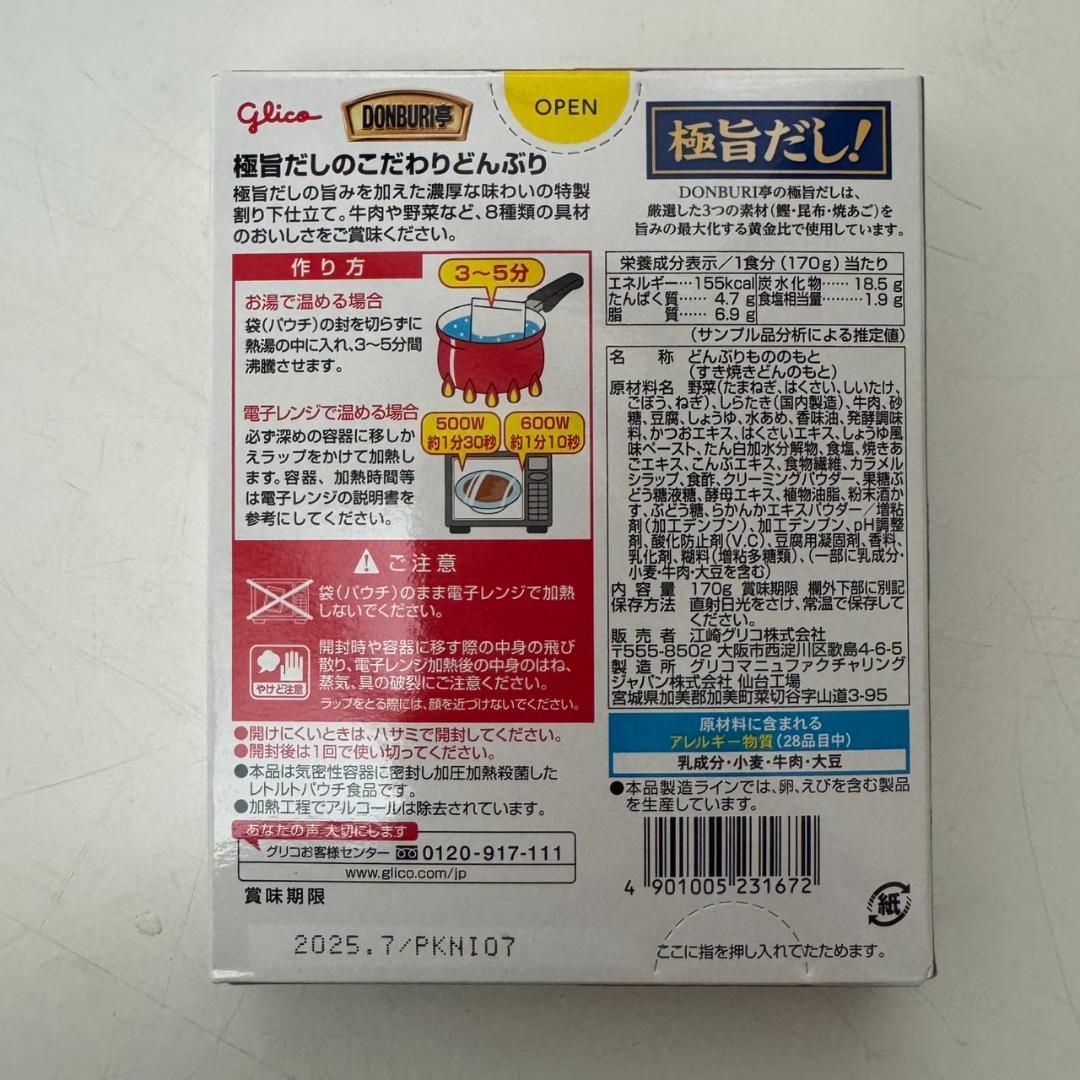 Glico
DONBURI亭
OPEN
極旨だしのこだわりどんぶり
極旨だしの旨みを加えた濃厚な味わいの特製
割り下仕立て。牛肉や野菜など、8種類の具材
のおいしさをご賞味ください。
作り方
お湯で温める場合
袋(パウチ)の封を切らずに
熱湯の中に入れ、3〜5分間
沸騰させます。
3〜5分
電子レンジで温める場合
必ず深めの容器に移しか
えラップをかけて加熱し
ます。容器、加熱時間等
は電子レンジの説明書を
参考にしてください。
500W
約1分30秒
600W
約1分10秒
ご注意
袋(パウチ)のまま電子レンジで加熱
しないでください。
やけど注意
開封時や容器に移す際の中身の飛び
散り、電子レンジ加熱後の中身のはね、
蒸気、具の破裂にご注意ください。
ラップをとる際には、顔を近づけないでください。
●開けにくいときは、ハサミで開封してください。
●開封後は1回で使い切ってください。
●本品は気密性容器に密封し加圧加熱殺菌した
レトルトパウチ食品です。
●加熱工程でアルコールは除去されています。
あなたの声 大切にします
グリコお客様センター 0120-917-111
www.glico.com/jp
賞味期限
2025.7/PKNI07
極旨だし!
DONBURI亭の極旨だしは、
厳選した3つの素材(鰹・昆布・焼あご)を
旨みの最大化する黄金比で使用しています。
栄養成分表示/1食分(170g)当たり
エネルギー…155kcal 炭水化物…… 18.5 g
たんぱく質…… 4.7 g 食塩相当量………1.9 g
脂 質…… 6.9 g
(サンプル品分析による推定値)
名 称 どんぶりもののもと
(すき焼きどんのもと)
原材料名 野菜(たまねぎ、はくさい、しいたけ、
ごぼう、ねぎ)、しらたき(国内製造)、牛肉、砂
糖、豆腐、しょうゆ、水あめ、香味油、発酵調味
料、かつおエキス、はくさいエキス、しょうゆ風
味ペースト、たん白加水分解物、食塩、焼きあ
ごエキス、こんぶエキス、食物繊維、カラメル
シラップ、食酢、クリーミングパウダー、果糖ぶ
どう糖液糖、酵母エキス、植物油脂、粉末酒か
す、ぶどう糖、らかんかエキスパウダー/増粘
剤(加工デンプン)、加工デンプン、pH調整
剤、酸化防止剤(V.C)、豆腐用凝固剤、香料、
乳化剤、糊料(増粘多糖類)、(一部に乳成分・
小麦・牛肉・大豆を含む)
内容量 170g 賞味期限 欄外下部に別記
保存方法 直射日光をさけ、常温で保存して
ください。
販売者 江崎グリコ株式会社
〒555-8502 大阪市西淀川区歌島4-6-5
製造所 グリコマニュファクチャリング
ジャパン株式会社 仙台工場
宮城県加美郡加美町菜切谷字山道3-95
原材料に含まれる
アレルギー物質(28品目中)
乳成分・小麦・牛肉・大豆
●本品製造ラインでは、卵、えびを含む製品
を生産しています。
4 901005 231672
紙
ここに指を押し入れてたためます。